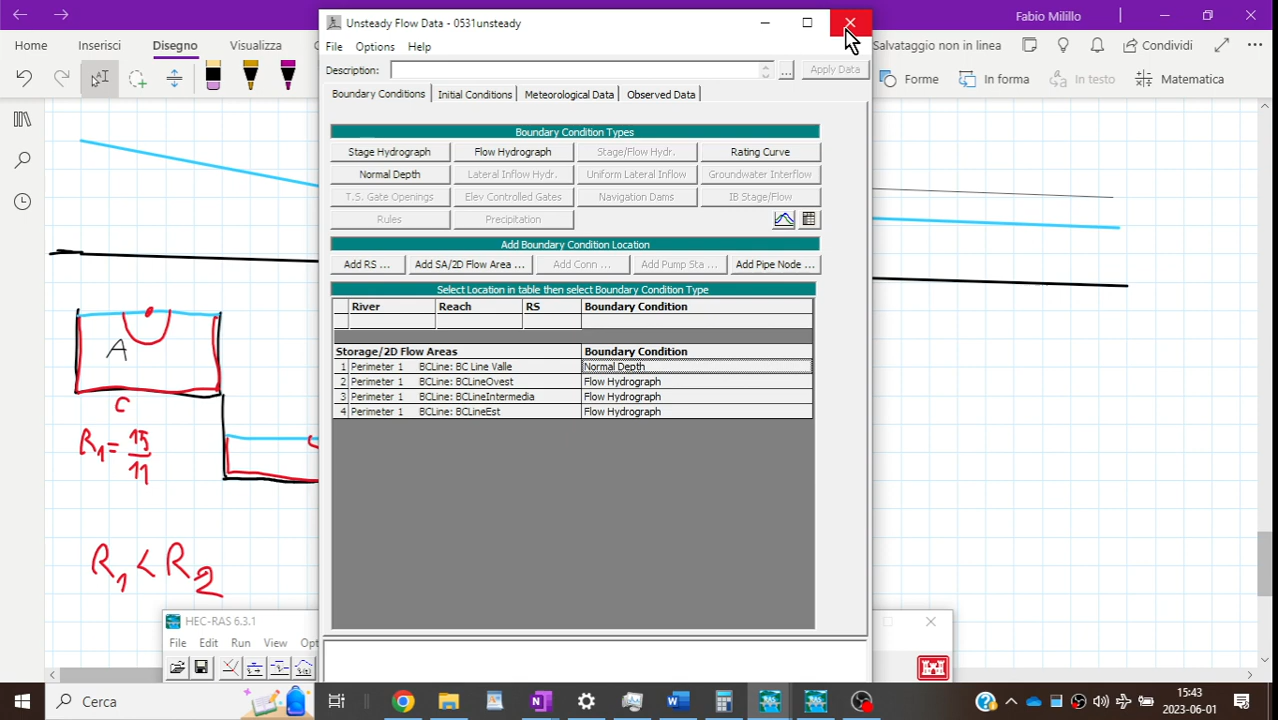 Unsteady Flow Data - 0531unsteady
Fabio Milillo
File Options Help
Home Inserisci Disegno Visualizza
Salvataggio non in linea Condividi
Description: ... Apply Data
Forme In forma In testo Matematica
Boundary Conditions Initial Conditions Meteorological Data Observed Data
Boundary Condition Types
Stage Hydrograph Flow Hydrograph Stage/Flow Hydr. Rating Curve
Normal Depth Lateral Inflow Hydr. Uniform Lateral Inflow Groundwater Interflow
T.S. Gate Openings Elev Controlled Gates Navigation Dams IB Stage/Flow
Rules Precipitation
Add Boundary Condition Location
Add RS ... Add SA/2D Flow Area ... Add Conn ... Add Pump Sta ... Add Pipe Node ...
Select Location in table then select Boundary Condition Type
River Reach RS Boundary Condition
Storage/2D Flow Areas Boundary Condition
1 Perimeter 1 BCLine: BC Line Valle Normal Depth
2 Perimeter 1 BCLine: BCLineOvest Flow Hydrograph
3 Perimeter 1 BCLine: BCLineIntermedia Flow Hydrograph
4 Perimeter 1 BCLine: BCLineEst Flow Hydrograph
A
C
R1 = 15/11
R1 < R2
HEC-RAS 6.3.1
File Edit Run View Opt
Cerca
15:43
2023-06-01